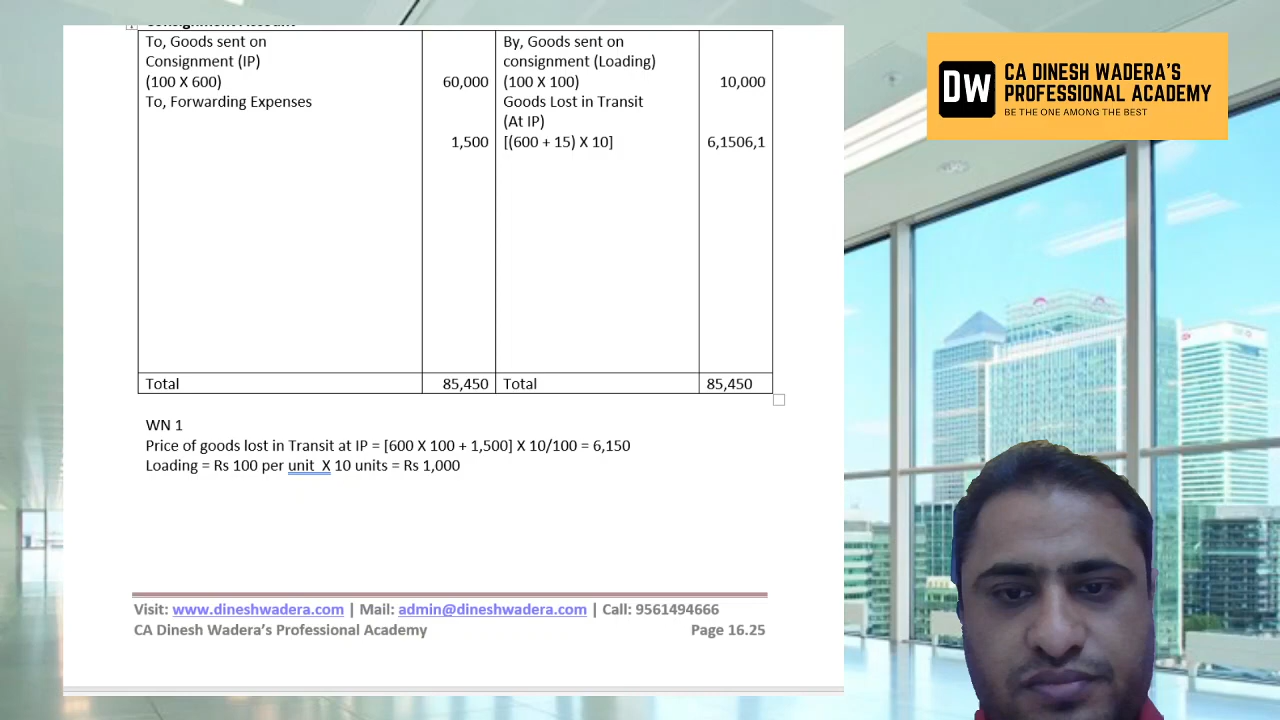 Consignment Account
To, Goods sent on
Consignment (IP)
(100 X 600)
60,000
To, Forwarding Expenses
1,500
By, Goods sent on
consignment (Loading)
(100 X 100)
10,000
Goods Lost in Transit
(At IP)
[(600 + 15) X 10]
6,1506,1
Total 85,450 Total 85,450
WN 1
Price of goods lost in Transit at IP = [600 X 100 + 1,500] X 10/100 = 6,150
Loading = Rs 100 per unit X 10 units = Rs 1,000
Visit: www.dineshwadera.com | Mail: admin@dineshwadera.com | Call: 9561494666
CA Dinesh Wadera’s Professional Academy Page 16.25
DW
CA DINESH WADERA'S
PROFESSIONAL ACADEMY
BE THE ONE AMONG THE BEST